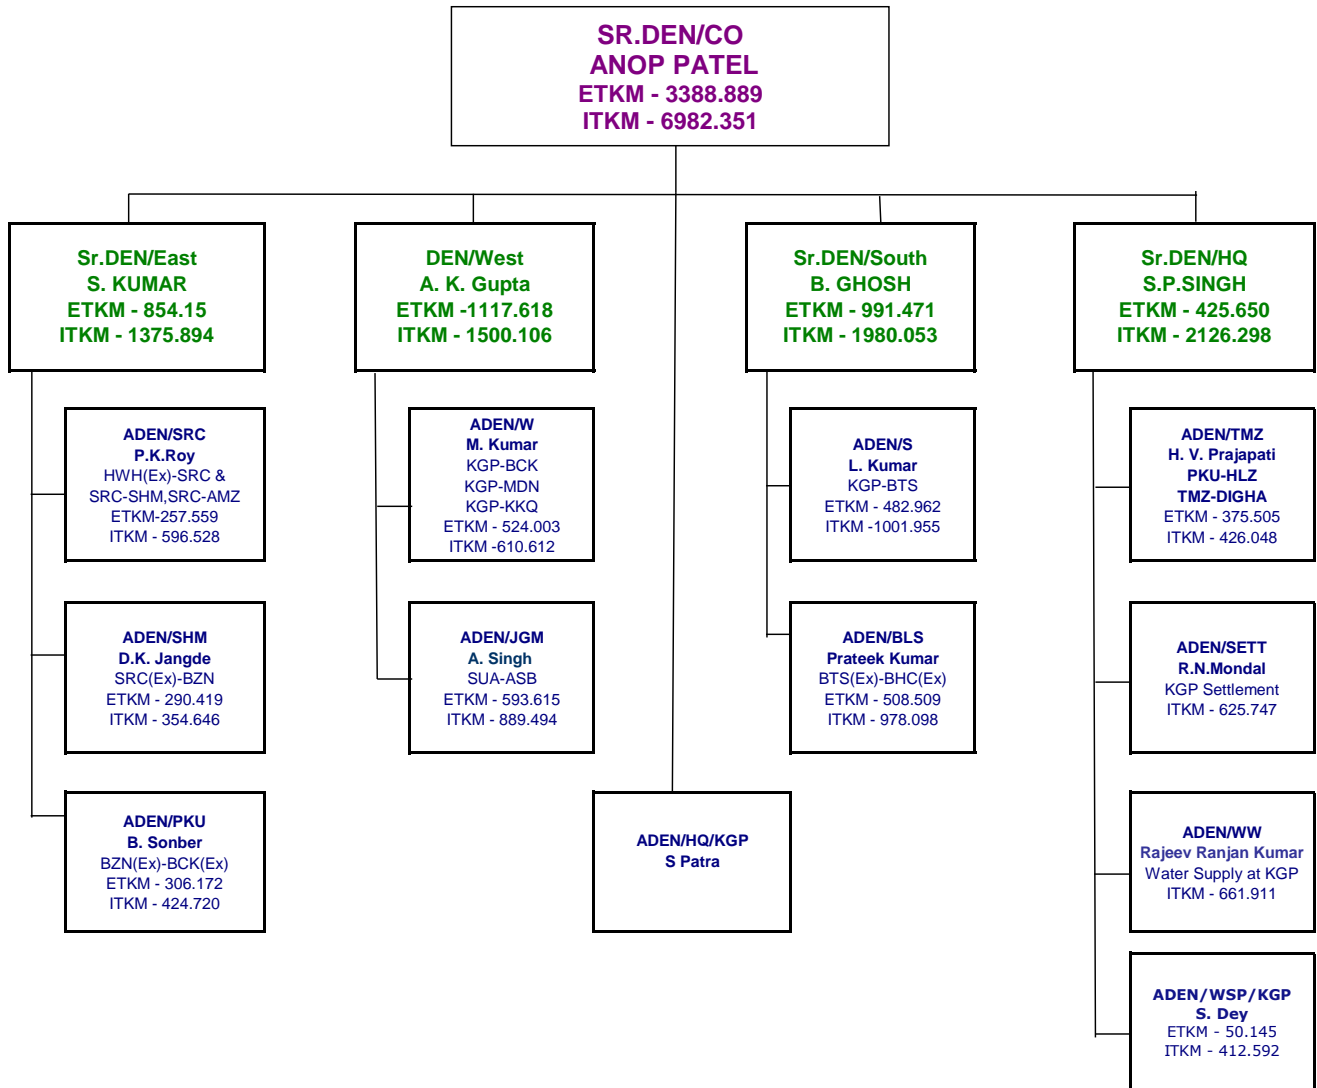 SR.DEN/CO
ANOP PATEL
ETKM - 3388.889
ITKM - 6982.351
Sr.DEN/East
S. KUMAR
ETKM - 854.15
ITKM - 1375.894
DEN/West
A. K. Gupta
ETKM -1117.618
ITKM - 1500.106
Sr.DEN/South
B. GHOSH
ETKM - 991.471
ITKM - 1980.053
Sr.DEN/HQ
S.P.SINGH
ETKM - 425.650
ITKM - 2126.298
ADEN/SRC
P.K.Roy
HWH(Ex)-SRC &
SRC-SHM,SRC-AMZ
ETKM-257.559
ITKM - 596.528
ADEN/W
M. Kumar
KGP-BCK
KGP-MDN
KGP-KKQ
ETKM - 524.003
ITKM -610.612
ADEN/S
L. Kumar
KGP-BTS
ETKM - 482.962
ITKM -1001.955
ADEN/TMZ
H. V. Prajapati
PKU-HLZ
TMZ-DIGHA
ETKM - 375.505
ITKM - 426.048
ADEN/SHM
D.K. Jangde
SRC(Ex)-BZN
ETKM - 290.419
ITKM - 354.646
ADEN/JGM
A. Singh
SUA-ASB
ETKM - 593.615
ITKM - 889.494
ADEN/BLS
Prateek Kumar
BTS(Ex)-BHC(Ex)
ETKM - 508.509
ITKM - 978.098
ADEN/SETT
R.N.Mondal
KGP Settlement
ITKM - 625.747
ADEN/PKU
B. Sonber
BZN(Ex)-BCK(Ex)
ETKM - 306.172
ITKM - 424.720
ADEN/HQ/KGP
S Patra
ADEN/WW
Rajeev Ranjan Kumar
Water Supply at KGP
ITKM - 661.911
ADEN/WSP/KGP
S. Dey
ETKM - 50.145
ITKM - 412.592